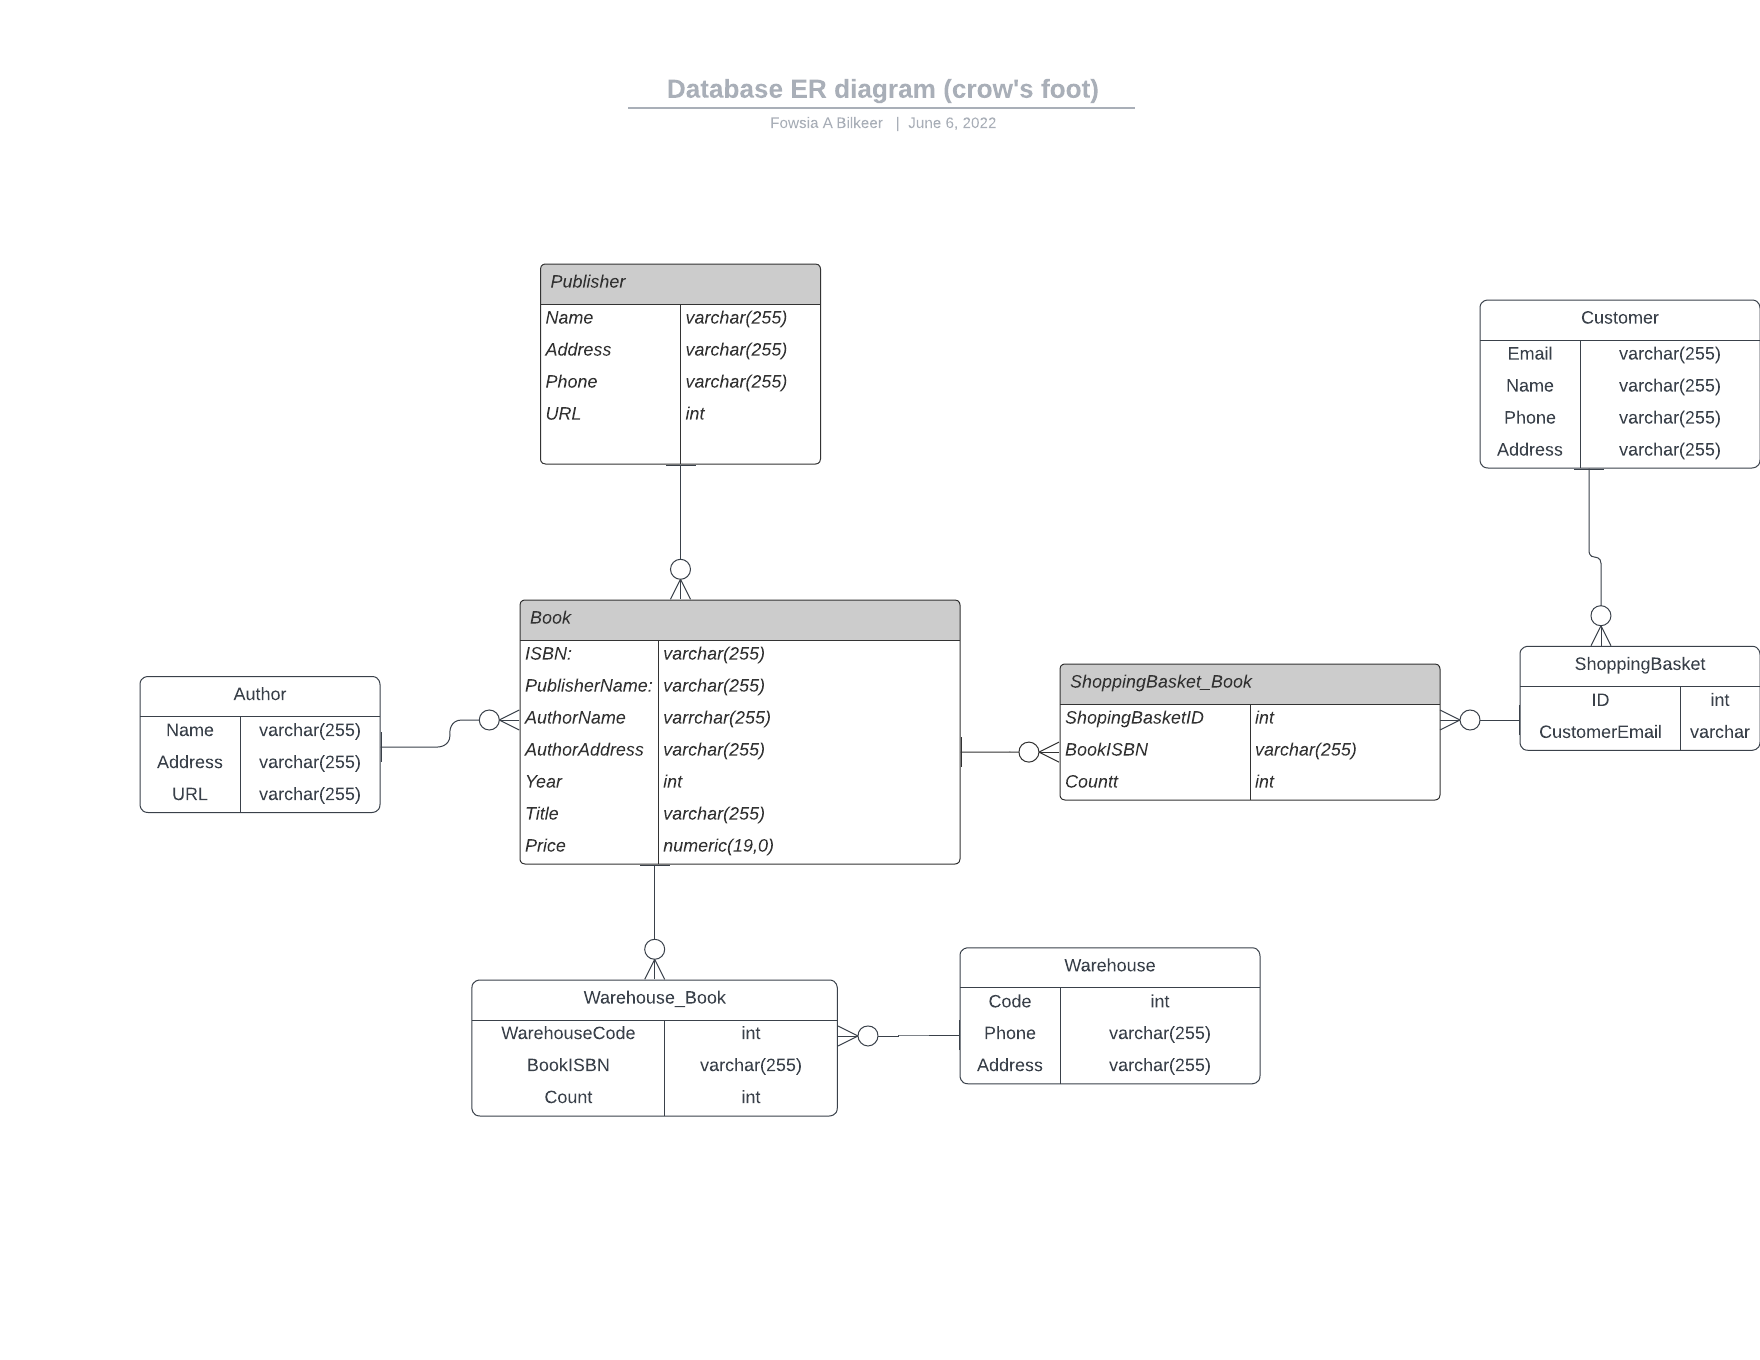 Database ER diagram (crow's foot)
Fowsia A Bilkeer | June 6, 2022
Publisher
Name varchar(255)
Address varchar(255)
Phone varchar(255)
URL int
Customer
Email varchar(255)
Name varchar(255)
Phone varchar(255)
Address varchar(255)
Book
ISBN: varchar(255)
PublisherName: varchar(255)
AuthorName varrchar(255)
AuthorAddress varchar(255)
Year int
Title varchar(255)
Price numeric(19,0)
Author
Name varchar(255)
Address varchar(255)
URL varchar(255)
ShoppingBasket_Book
ShopingBasketID int
BookISBN varchar(255)
Countt int
ShoppingBasket
ID int
CustomerEmail varchar
Warehouse_Book
WarehouseCode int
BookISBN varchar(255)
Count int
Warehouse
Code int
Phone varchar(255)
Address varchar(255)